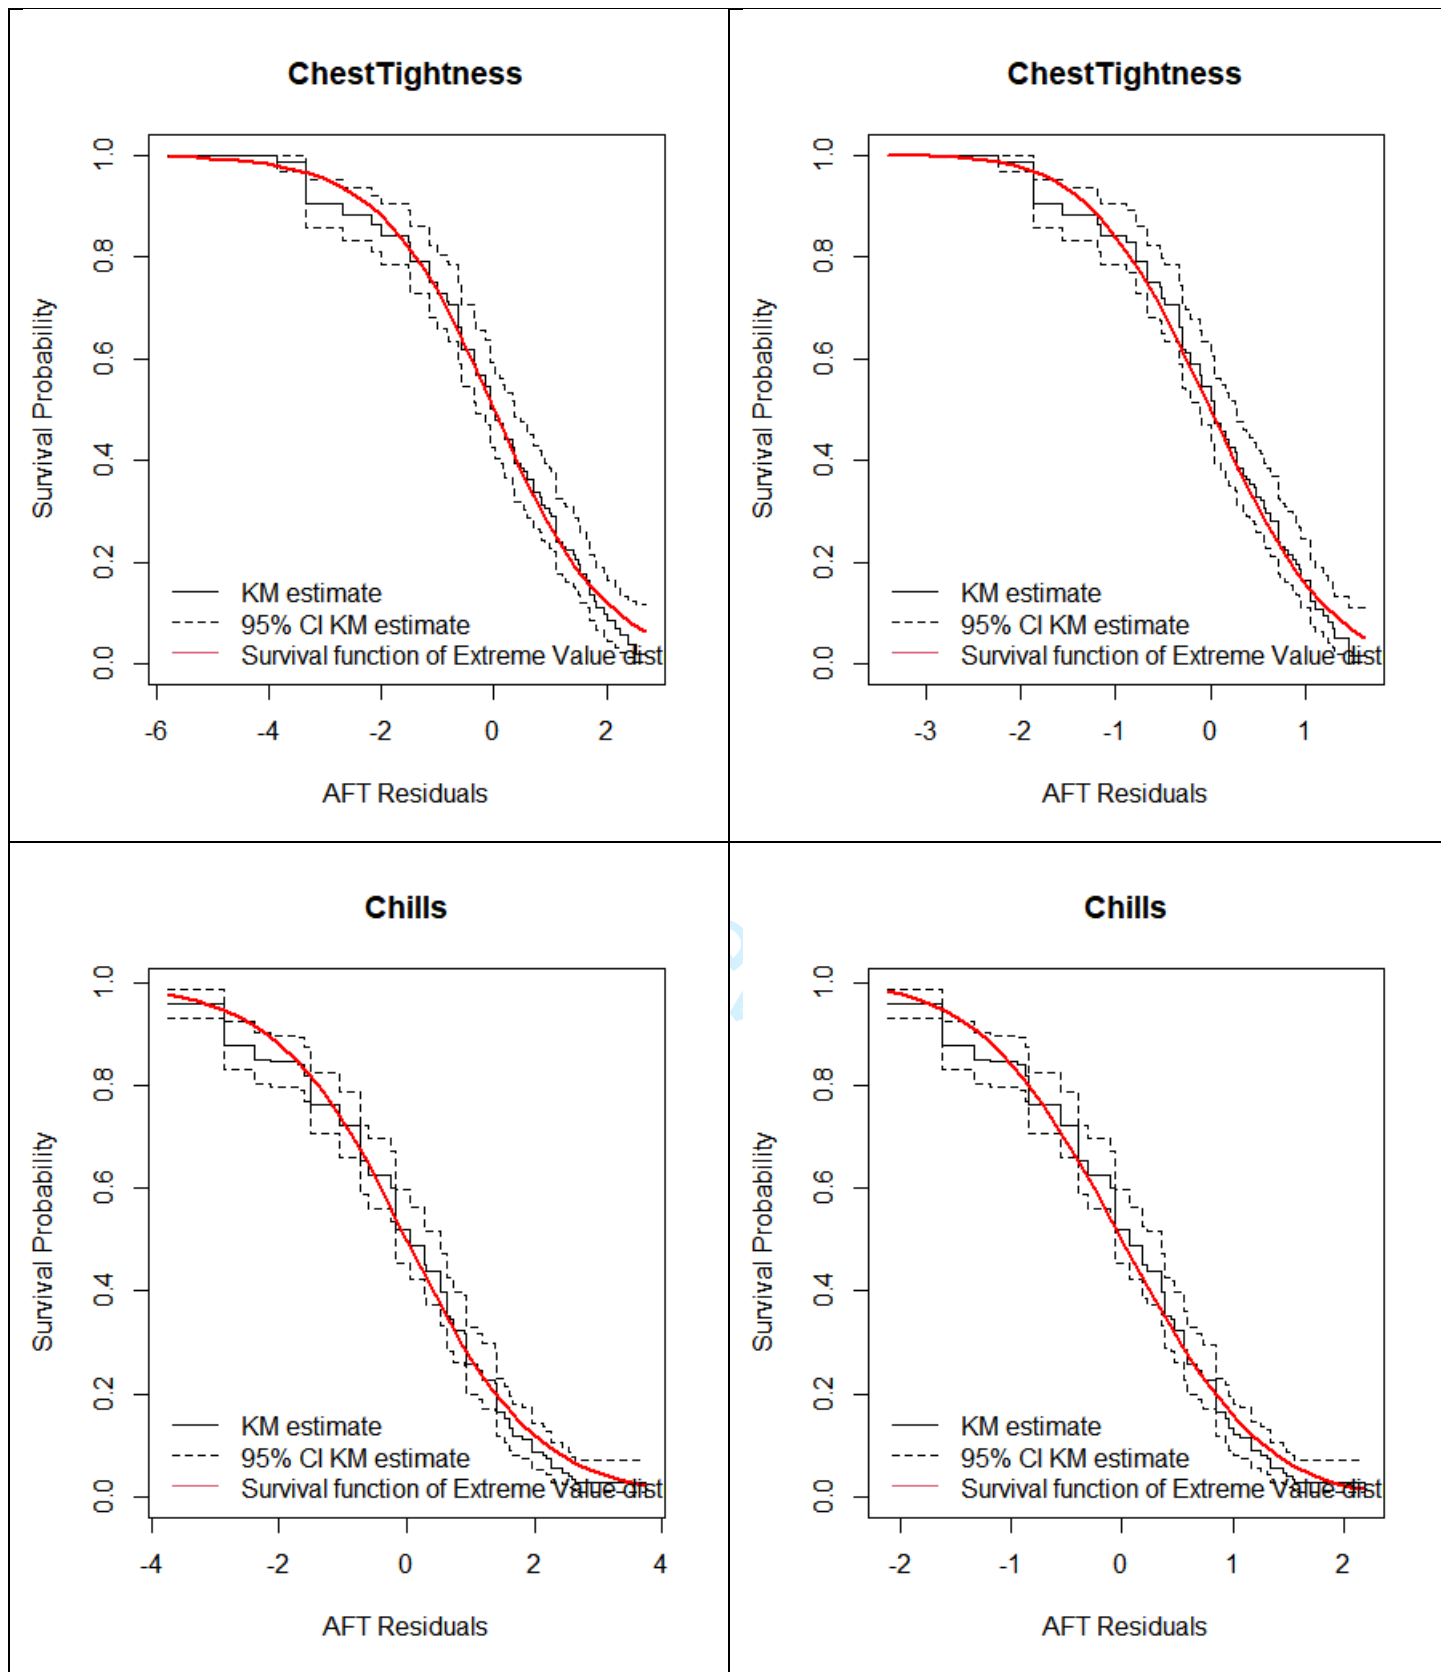 ChestTightness
1.0
0.8
0.6
0.4
0.2
0.0
Survival Probability
KM estimate
95% CI KM estimate
Survival function of Extreme Value dist
-6 -4 -2 0 2
AFT Residuals
ChestTightness
1.0
0.8
0.6
0.4
0.2
0.0
Survival Probability
KM estimate
95% CI KM estimate
Survival function of Extreme Value dist
-3 -2 -1 0 1
AFT Residuals
Chills
1.0
0.8
0.6
0.4
0.2
0.0
Survival Probability
KM estimate
95% CI KM estimate
Survival function of Extreme Value dist
-4 -2 0 2 4
AFT Residuals
Chills
1.0
0.8
0.6
0.4
0.2
0.0
Survival Probability
KM estimate
95% CI KM estimate
Survival function of Extreme Value dist
-2 -1 0 1 2
AFT Residuals